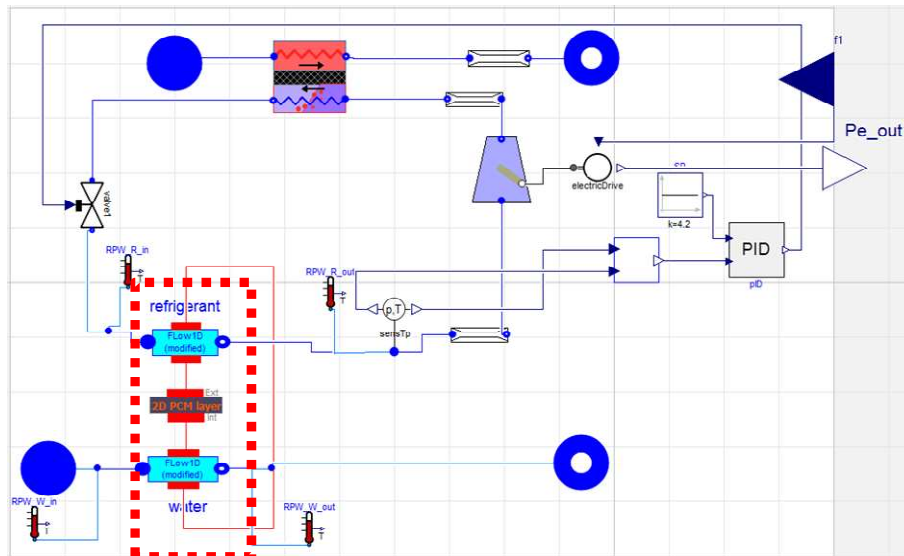 f1
Pe_out
electricDrive
k=4.2
PID
pID
valve1
RPW_R_in
RPW_R_out
refrigerant
p,T
T
T
sensTp
FLow1D
(modified)
Ext
2D PCM layer
Int
FLow1D
(modified)
RPW_W_in
water
RPW_W_out
T